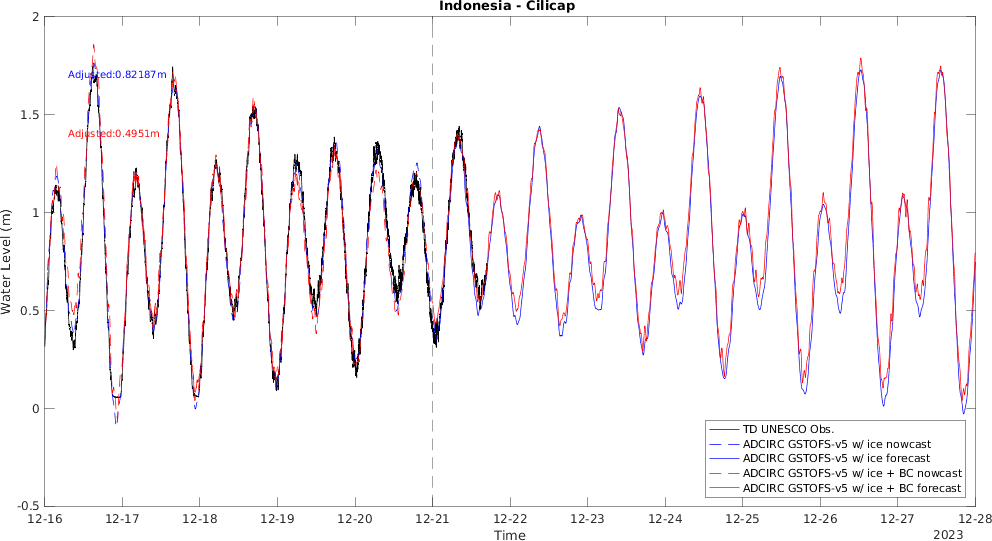 Indonesia - Cilicap
2
1.5
1
0.5
0
-0.5
Water Level (m)
Adjusted:0.82187m
Adjusted:0.4951m
TD UNESCO Obs.
ADCIRC GSTOFS-v5 w/ ice nowcast
ADCIRC GSTOFS-v5 w/ ice forecast
ADCIRC GSTOFS-v5 w/ ice + BC nowcast
ADCIRC GSTOFS-v5 w/ ice + BC forecast
12-16 12-17 12-18 12-19 12-20 12-21 12-22 12-23 12-24 12-25 12-26 12-27 12-28
Time
2023